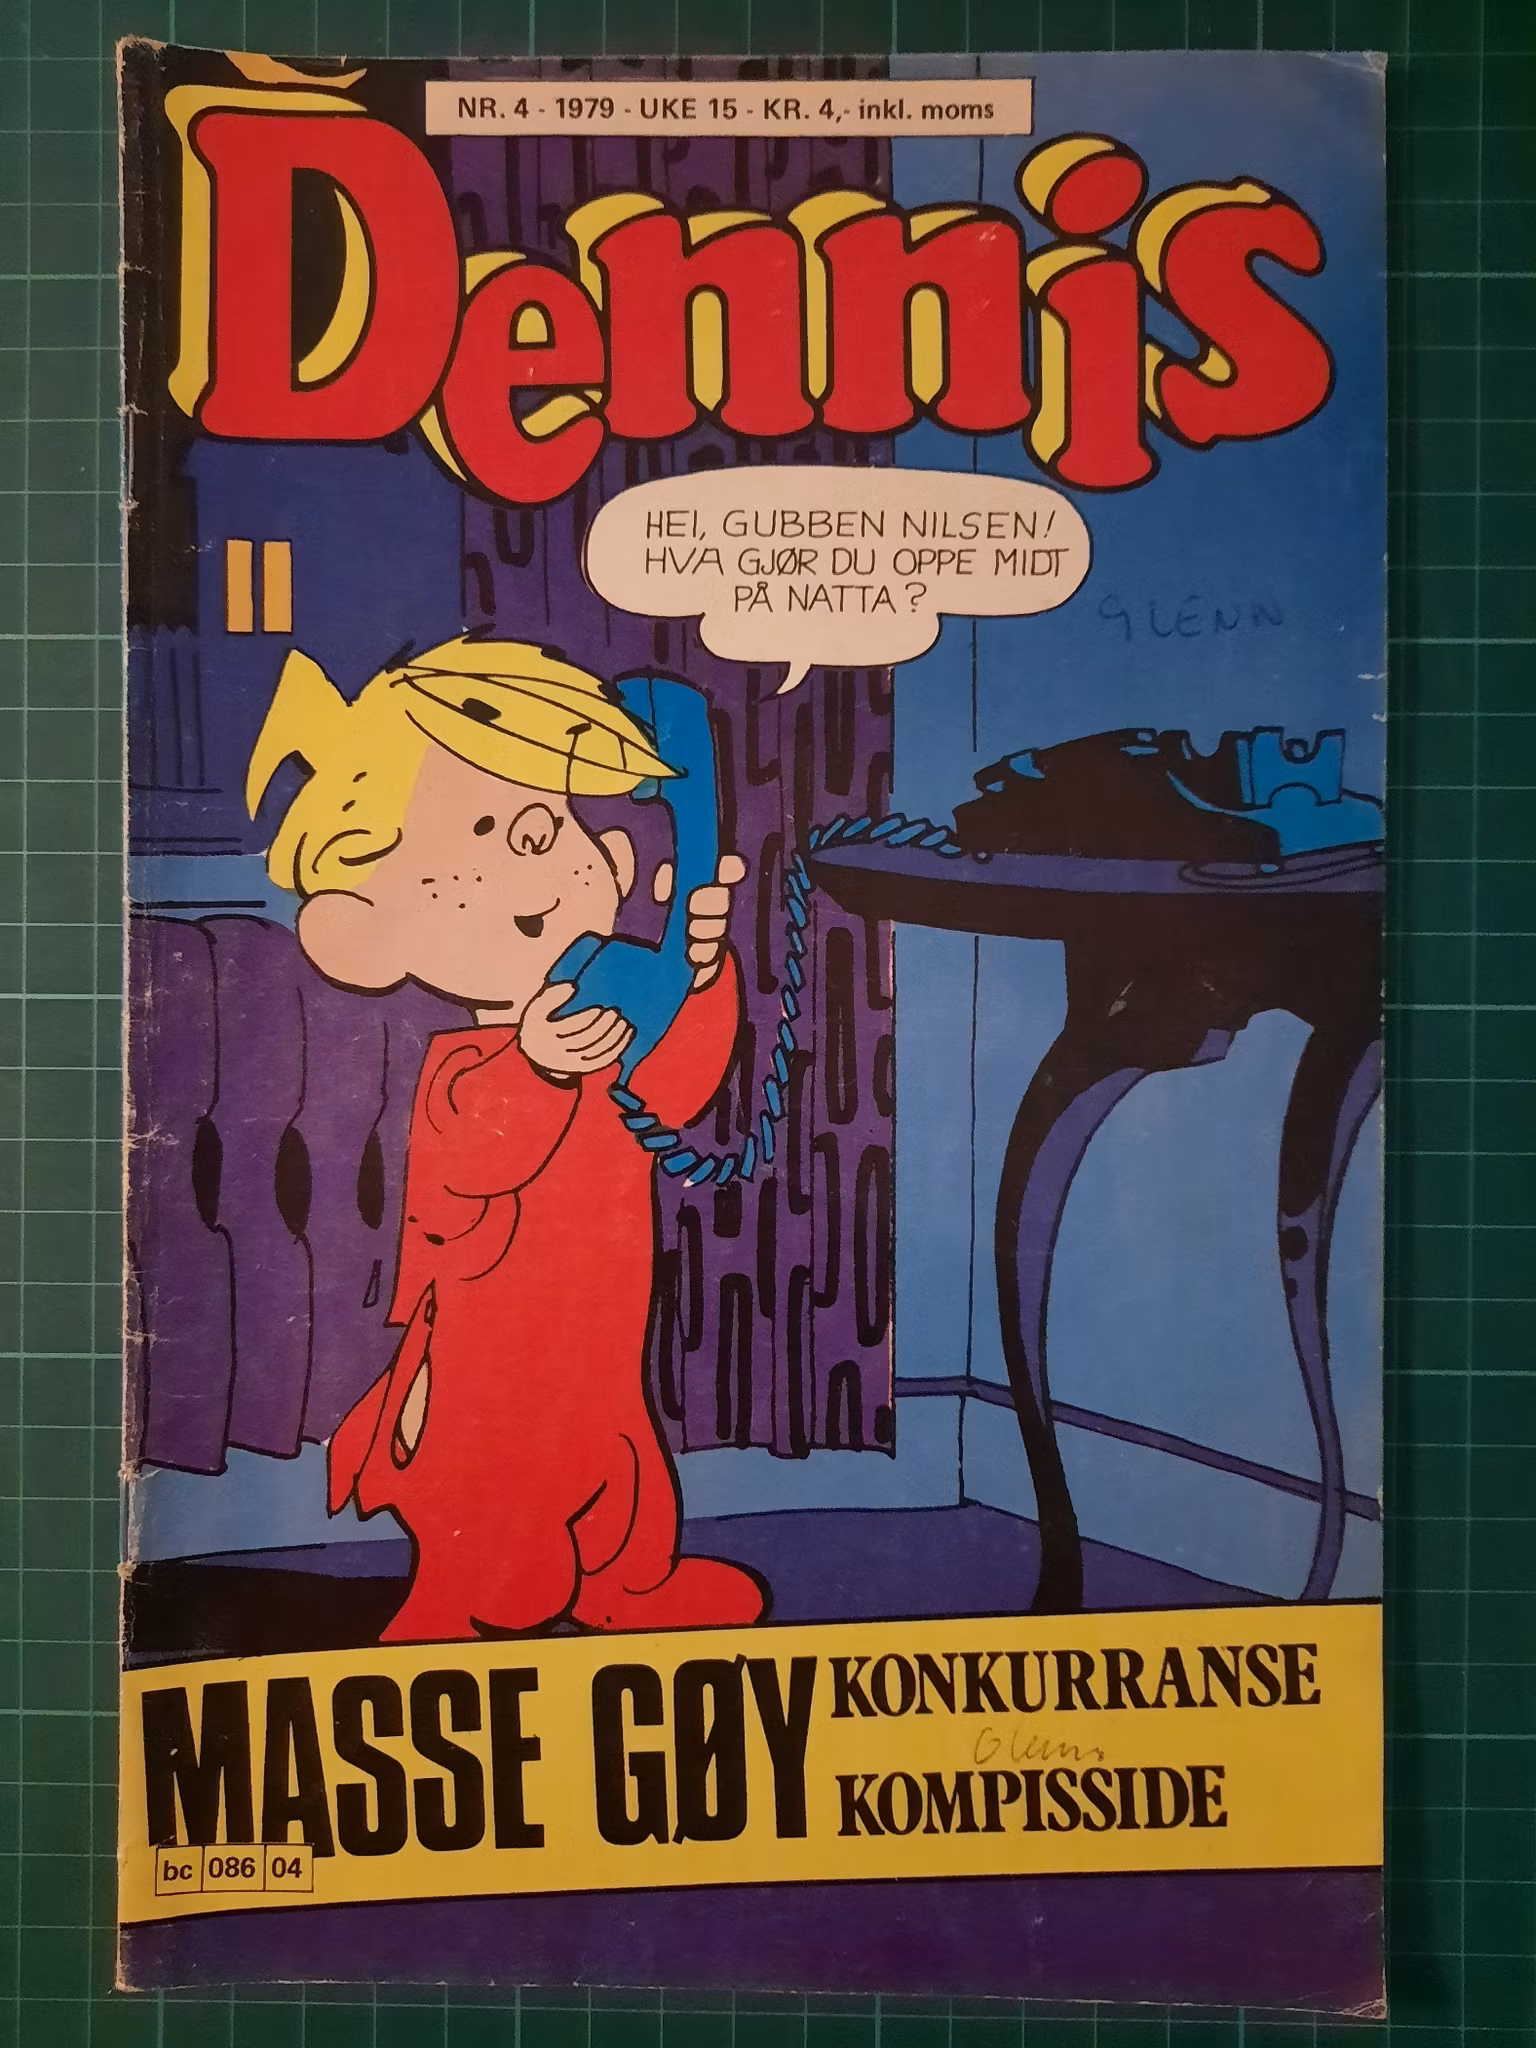 NR. 4 - 1979 - UKE 15 - KR. 4,- inkl. moms
Dennis
HEI, GUBBEN NILSEN!
HVA GJØR DU OPPE MIDT
PÅ NATTA?
GLENN
MASSE GØY
KONKURRANSE
Glenn
KOMPISSIDE
bc 086 04